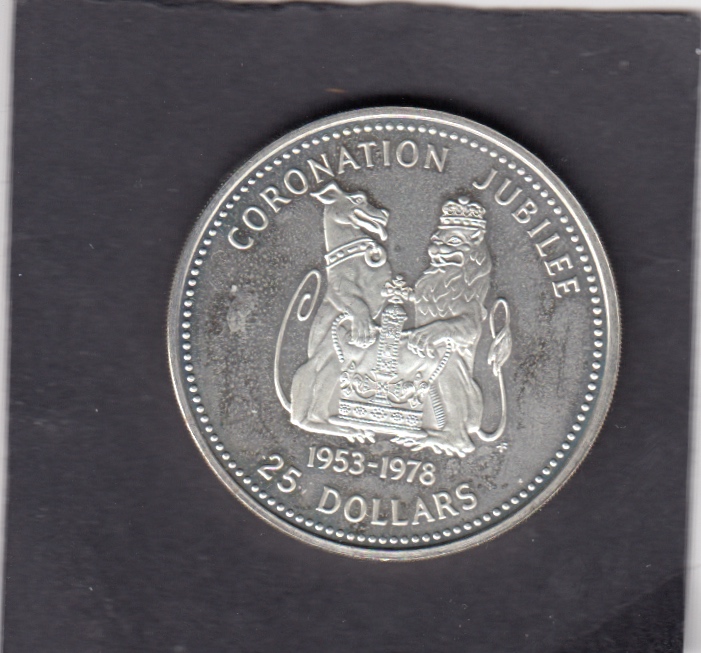 CORONATION JUBILEE
1953-1978
25 DOLLARS